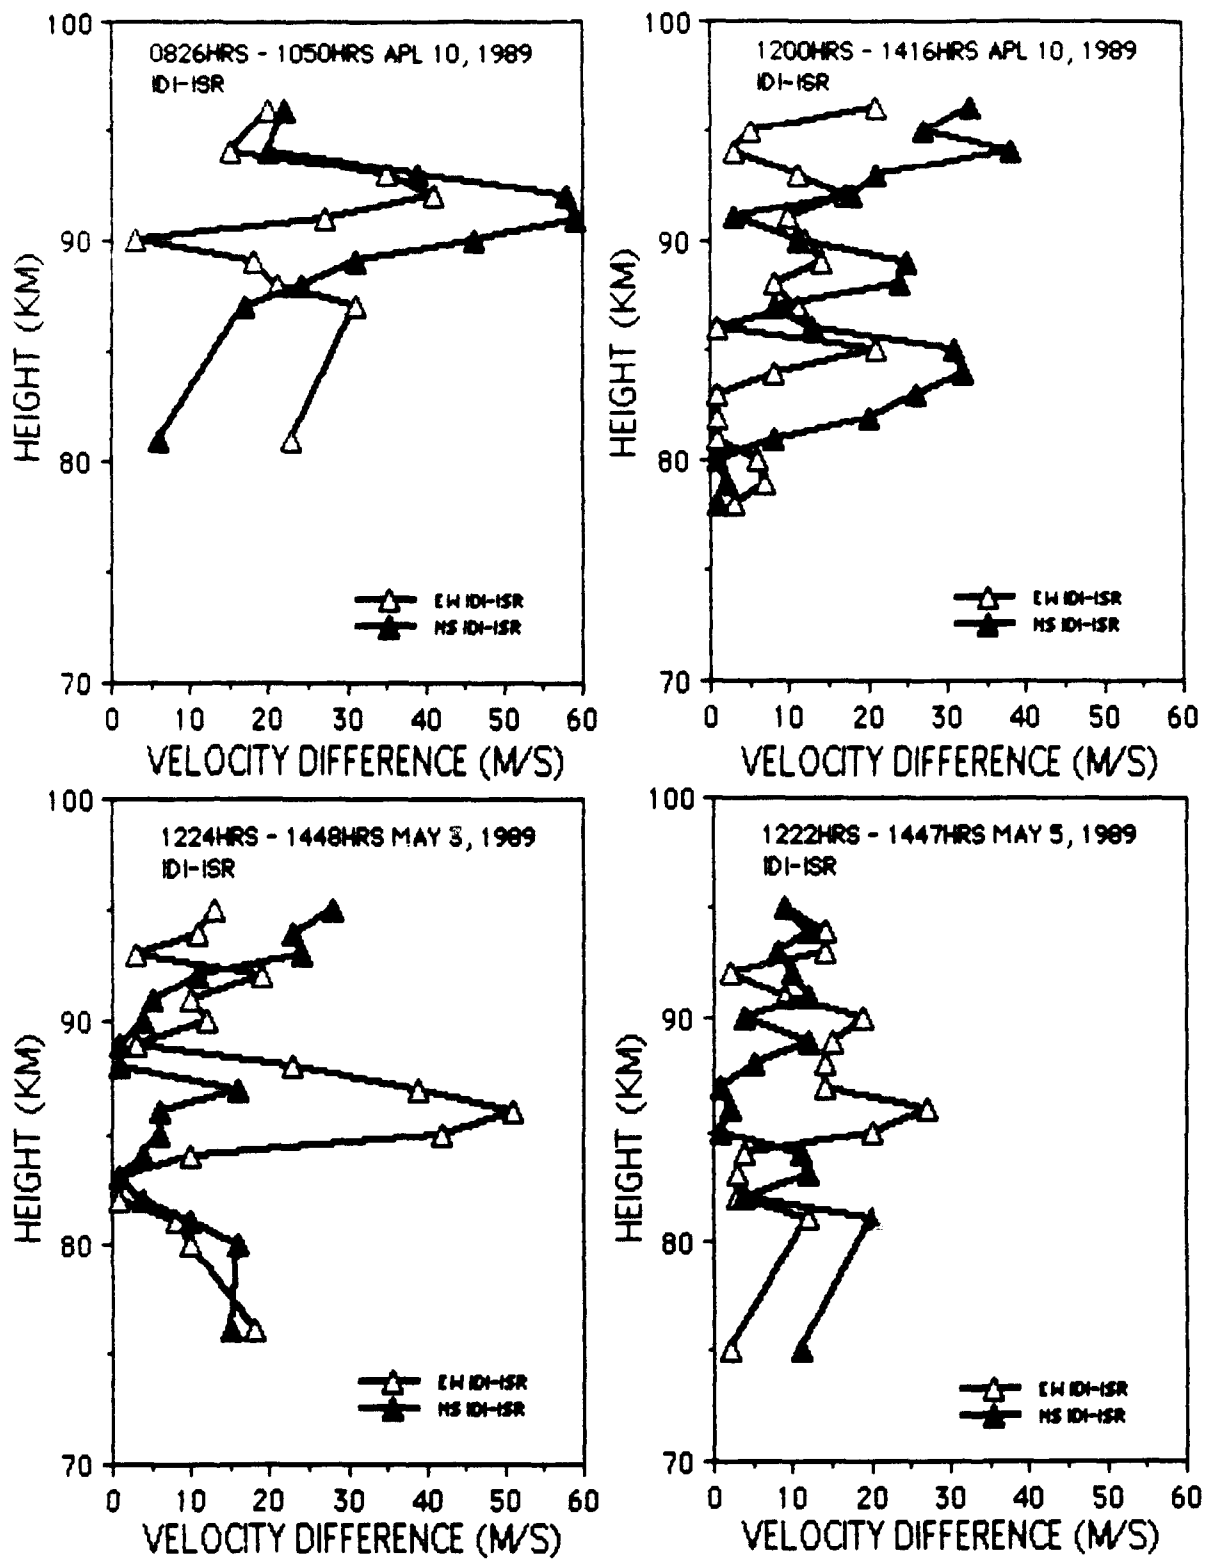 100
0826HRS - 1050HRS APL 10, 1989
IDI-ISR
90
80
70
HEIGHT (KM)
EW IDI-ISR
NS IDI-ISR
0 10 20 30 40 50 60
VELOCITY DIFFERENCE (M/S)
100
1200HRS - 1416HRS APL 10, 1989
IDI-ISR
90
80
70
HEIGHT (KM)
EW IDI-ISR
NS IDI-ISR
0 10 20 30 40 50 60
VELOCITY DIFFERENCE (M/S)
100
1224HRS - 1448HRS MAY 3, 1989
IDI-ISR
90
80
70
HEIGHT (KM)
EW IDI-ISR
NS IDI-ISR
0 10 20 30 40 50 60
VELOCITY DIFFERENCE (M/S)
100
1222HRS - 1447HRS MAY 5, 1989
IDI-ISR
90
80
70
HEIGHT (KM)
EW IDI-ISR
NS IDI-ISR
0 10 20 30 40 50 60
VELOCITY DIFFERENCE (M/S)